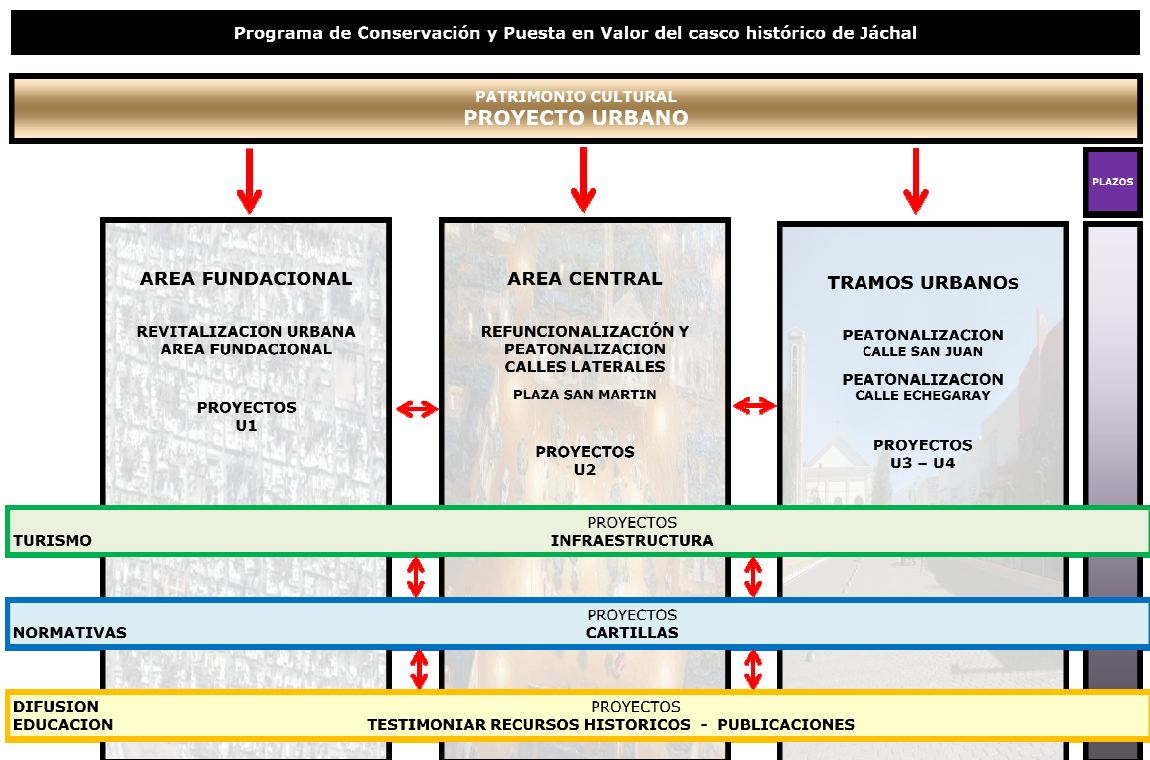 Programa de Conservación y Puesta en Valor del casco histórico de Jáchal
PATRIMONIO CULTURAL
PROYECTO URBANO
PLAZOS
AREA FUNDACIONAL
REVITALIZACION URBANA
AREA FUNDACIONAL
PROYECTOS
U1
AREA CENTRAL
REFUNCIONALIZACIÓN Y
PEATONALIZACION
CALLES LATERALES
PLAZA SAN MARTIN
PROYECTOS
U2
TRAMOS URBANOs
PEATONALIZACION
CALLE SAN JUAN
PEATONALIZACION
CALLE ECHEGARAY
PROYECTOS
U3 – U4
TURISMO
PROYECTOS
INFRAESTRUCTURA
NORMATIVAS
PROYECTOS
CARTILLAS
DIFUSION
EDUCACION
PROYECTOS
TESTIMONIAR RECURSOS HISTORICOS - PUBLICACIONES